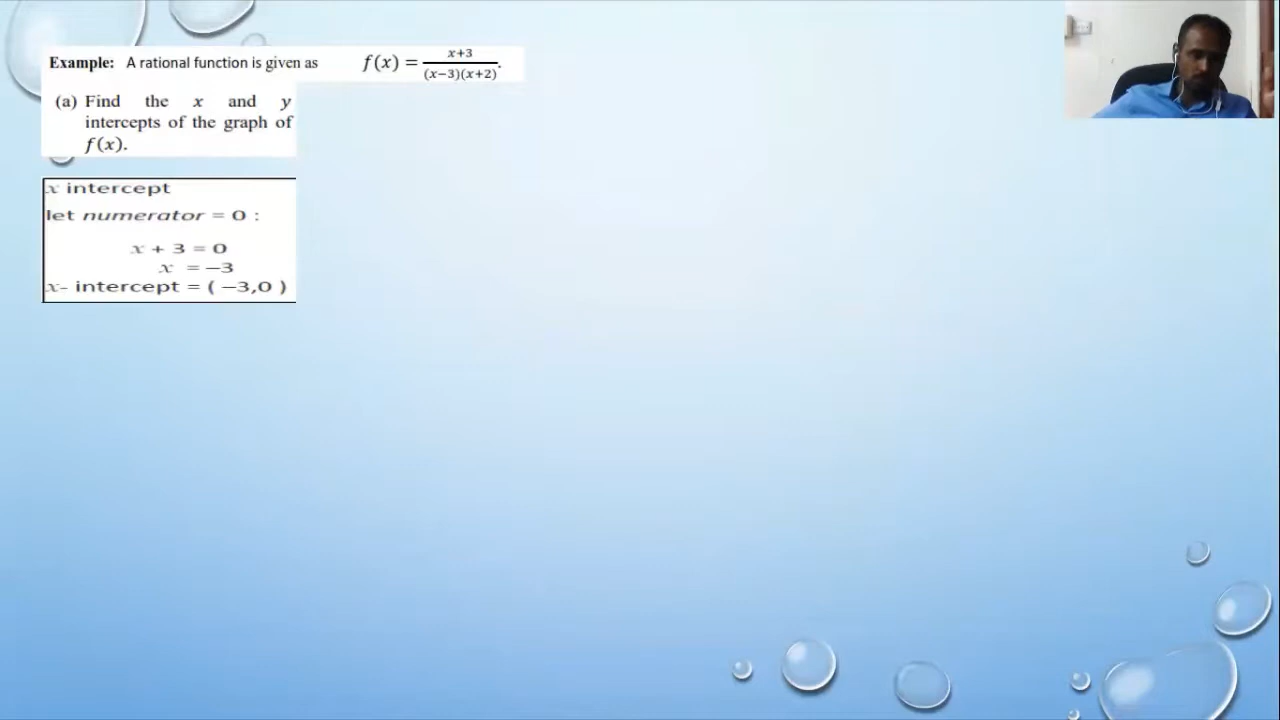 Example: A rational function is given as f(x) = x+3 / (x−3)(x+2).
(a) Find the x and y
intercepts of the graph of
f(x).
x intercept
let numerator = 0 :
x + 3 = 0
x = −3
x- intercept = ( −3,0 )